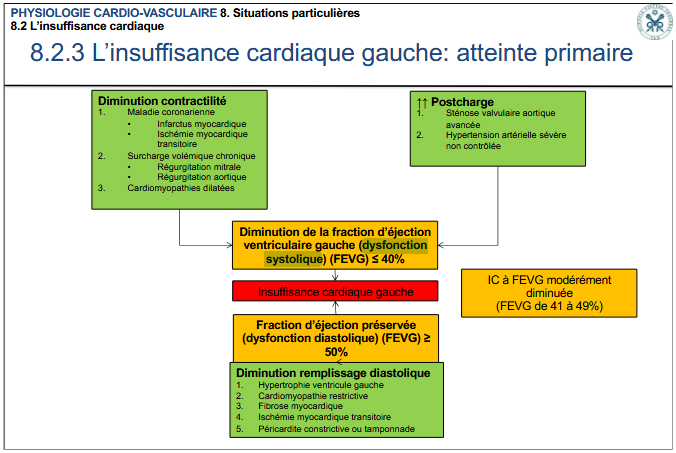 PHYSIOLOGIE CARDIO-VASCULAIRE 8. Situations particulières
8.2 L’insuffisance cardiaque
8.2.3 L’insuffisance cardiaque gauche: atteinte primaire
Diminution contractilité
1. Maladie coronarienne
• Infarctus myocardique
• Ischémie myocardique
transitoire
2. Surcharge volémique chronique
• Régurgitation mitrale
• Régurgitation aortique
3. Cardiomyopathies dilatées
↑↑ Postcharge
1. Sténose valvulaire aortique
avancée
2. Hypertension artérielle sévère
non contrôlée
Diminution de la fraction d’éjection
ventriculaire gauche (dysfonction
systolique) (FEVG) ≤ 40%
Insuffisance cardiaque gauche
IC à FEVG modérément
diminuée
(FEVG de 41 à 49%)
Fraction d’éjection préservée
(dysfonction diastolique) (FEVG) ≥
50%
Diminution remplissage diastolique
1. Hypertrophie ventricule gauche
2. Cardiomyopathie restrictive
3. Fibrose myocardique
4. Ischémie myocardique transitoire
5. Péricardite constrictive ou tamponnade